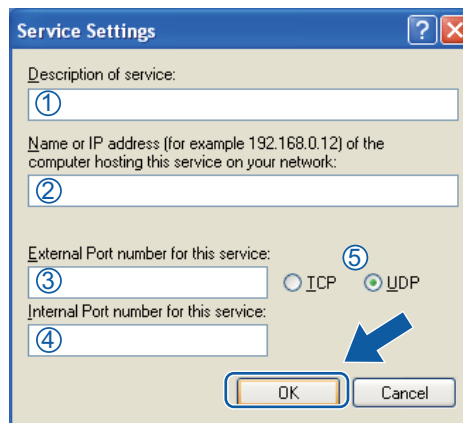 Service Settings
?
Description of service:
①
Name or IP address (for example 192.168.0.12) of the
computer hosting this service on your network:
②
External Port number for this service:
⑤
③
TCP
UDP
Internal Port number for this service:
④
OK
Cancel